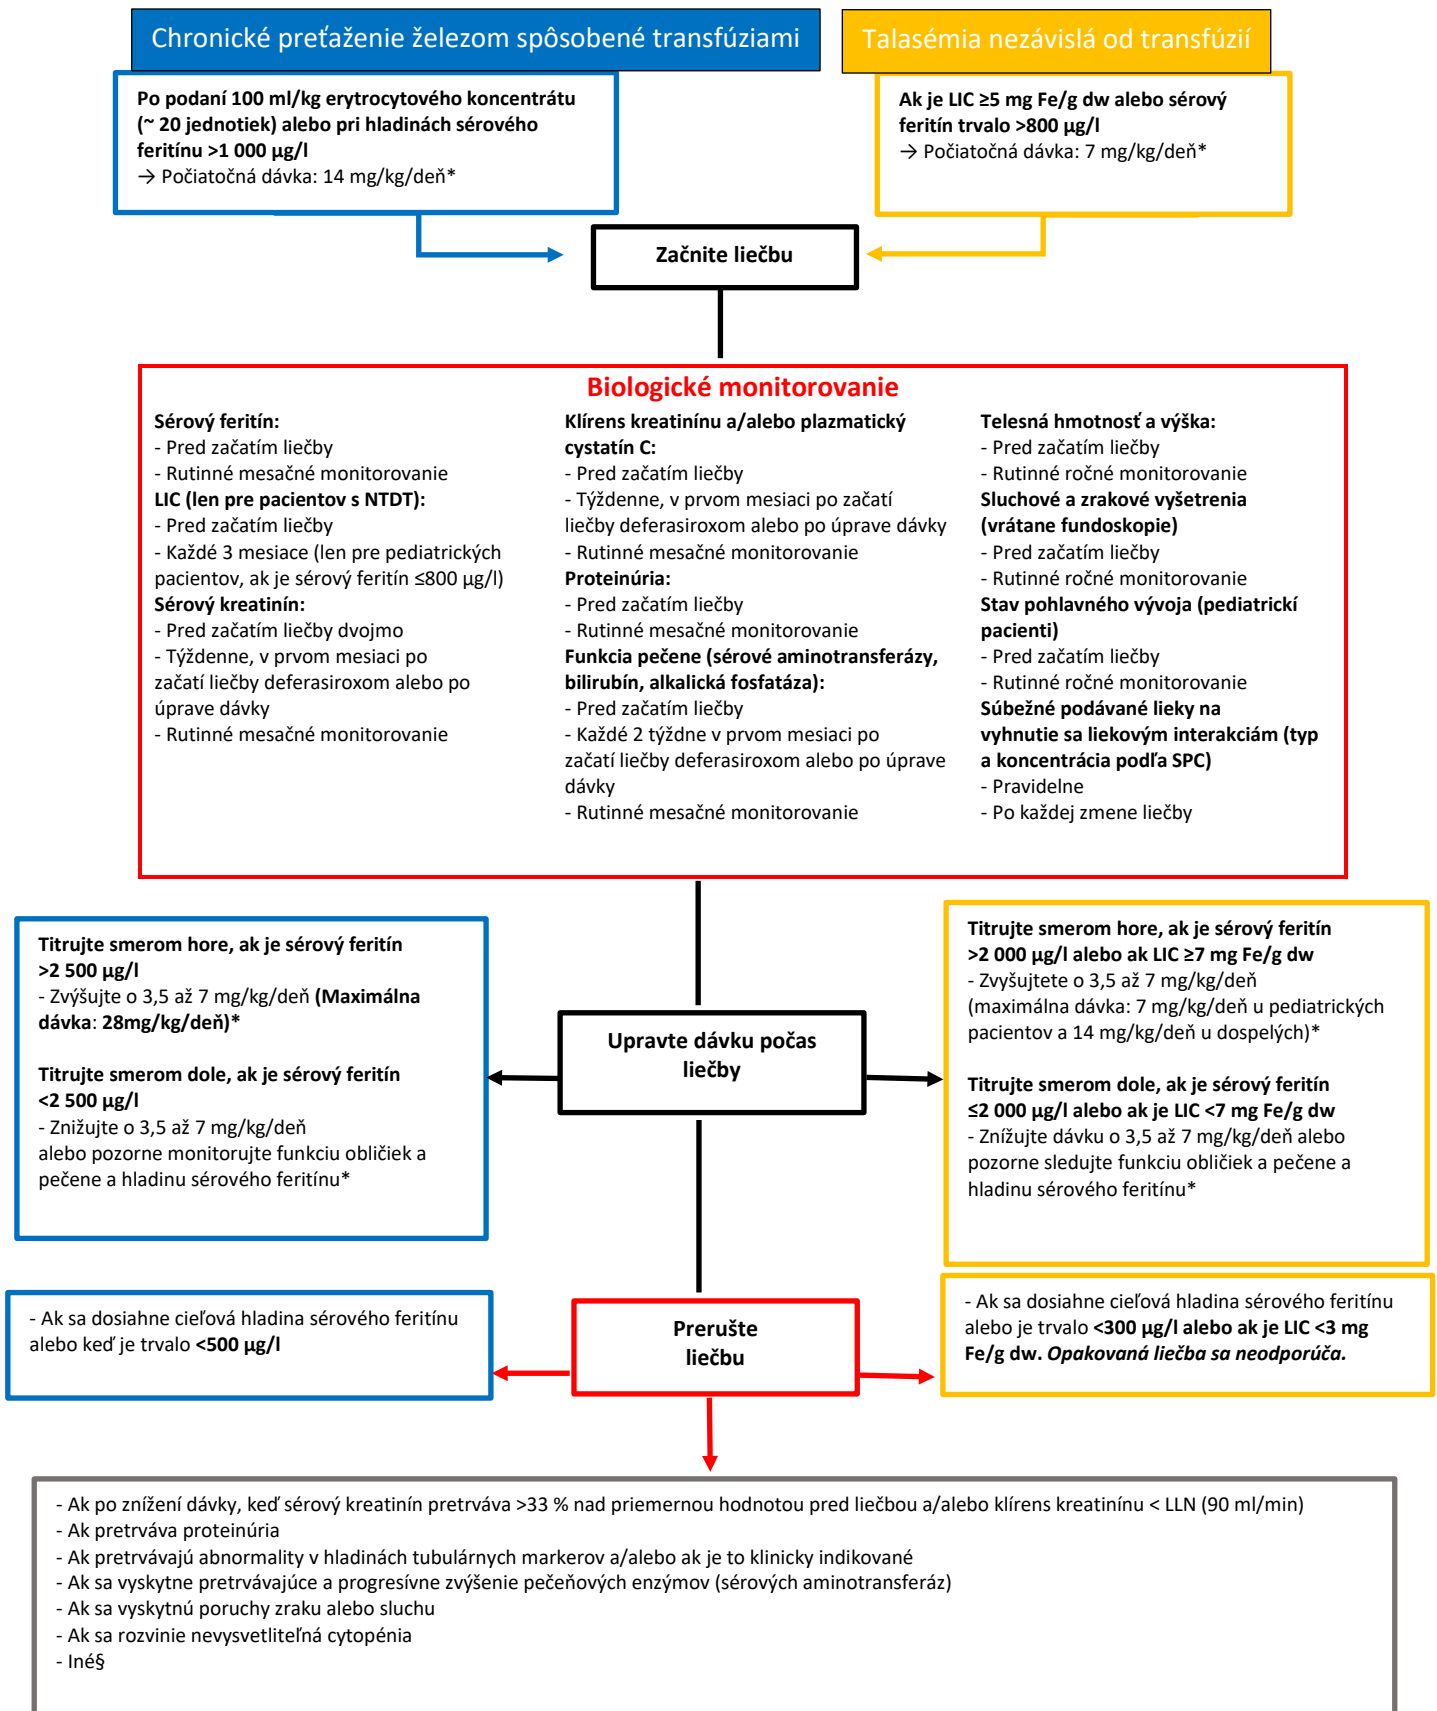 Chronické preťaženie železom spôsobené transfúziami
Talasémia nezávislá od transfúzií
Po podaní 100 ml/kg erytrocytového koncentrátu
(~ 20 jednotiek) alebo pri hladinách sérového
feritínu >1 000 µg/l
→ Počiatočná dávka: 14 mg/kg/deň*
Ak je LIC ≥5 mg Fe/g dw alebo sérový
feritín trvalo >800 µg/l
→ Počiatočná dávka: 7 mg/kg/deň*
Začnite liečbu
Biologické monitorovanie
Sérový feritín:
- Pred začatím liečby
- Rutinné mesačné monitorovanie
LIC (len pre pacientov s NTDT):
- Pred začatím liečby
- Každé 3 mesiace (len pre pediatrických
pacientov, ak je sérový feritín ≤800 µg/l)
Sérový kreatinín:
- Pred začatím liečby dvojmo
- Týždenne, v prvom mesiaci po
začatí liečby deferasiroxom alebo po
úprave dávky
- Rutinné mesačné monitorovanie
Klírens kreatinínu a/alebo plazmatický
cystatín C:
- Pred začatím liečby
- Týždenne, v prvom mesiaci po začatí
liečby deferasiroxom alebo po úprave dávky
- Rutinné mesačné monitorovanie
Proteinúria:
- Pred začatím liečby
- Rutinné mesačné monitorovanie
Funkcia pečene (sérové aminotransferázy,
bilirubín, alkalická fosfatáza):
- Pred začatím liečby
- Každé 2 týždne v prvom mesiaci po
začatí liečby deferasiroxom alebo po úprave
dávky
- Rutinné mesačné monitorovanie
Telesná hmotnosť a výška:
- Pred začatím liečby
- Rutinné ročné monitorovanie
Sluchové a zrakové vyšetrenia
(vrátane fundoskopie)
- Pred začatím liečby
- Rutinné ročné monitorovanie
Stav pohlavného vývoja (pediatrickí
pacienti)
- Pred začatím liečby
- Rutinné ročné monitorovanie
Súbežné podávané lieky na
vyhnutie sa liekovým interakciám (typ
a koncentrácia podľa SPC)
- Pravidelne
- Po každej zmene liečby
Titrujte smerom hore, ak je sérový feritín
>2 500 µg/l
- Zvýšujte o 3,5 až 7 mg/kg/deň (Maximálna
dávka: 28mg/kg/deň)*
Titrujte smerom dole, ak je sérový feritín
<2 500 µg/l
- Znižujte o 3,5 až 7 mg/kg/deň
alebo pozorne monitorujte funkciu obličiek a
pečene a hladinu sérového feritínu*
Upravte dávku počas
liečby
Titrujte smerom hore, ak je sérový feritín
>2 000 µg/l alebo ak LIC ≥7 mg Fe/g dw
- Zvyšujtete o 3,5 až 7 mg/kg/deň
(maximálna dávka: 7 mg/kg/deň u pediatrických
pacientov a 14 mg/kg/deň u dospelých)*
Titrujte smerom dole, ak je sérový feritín
≤2 000 µg/l alebo ak je LIC <7 mg Fe/g dw
- Znížujte dávku o 3,5 až 7 mg/kg/deň alebo
pozorne sledujte funkciu obličiek a pečene a
hladinu sérového feritínu*
- Ak sa dosiahne cieľová hladina sérového feritínu
alebo keď je trvalo <500 µg/l
Prerušte
liečbu
- Ak sa dosiahne cieľová hladina sérového feritínu
alebo je trvalo <300 µg/l alebo ak je LIC <3 mg
Fe/g dw. Opakovaná liečba sa neodporúča.
- Ak po znížení dávky, keď sérový kreatinín pretrváva >33 % nad priemernou hodnotou pred liečbou a/alebo klírens kreatinínu < LLN (90 ml/min)
- Ak pretrváva proteinúria
- Ak pretrvávajú abnormality v hladinách tubulárnych markerov a/alebo ak je to klinicky indikované
- Ak sa vyskytne pretrvávajúce a progresívne zvýšenie pečeňových enzýmov (sérových aminotransferáz)
- Ak sa vyskytnú poruchy zraku alebo sluchu
- Ak sa rozvinie nevysvetliteľná cytopénia
- Iné§